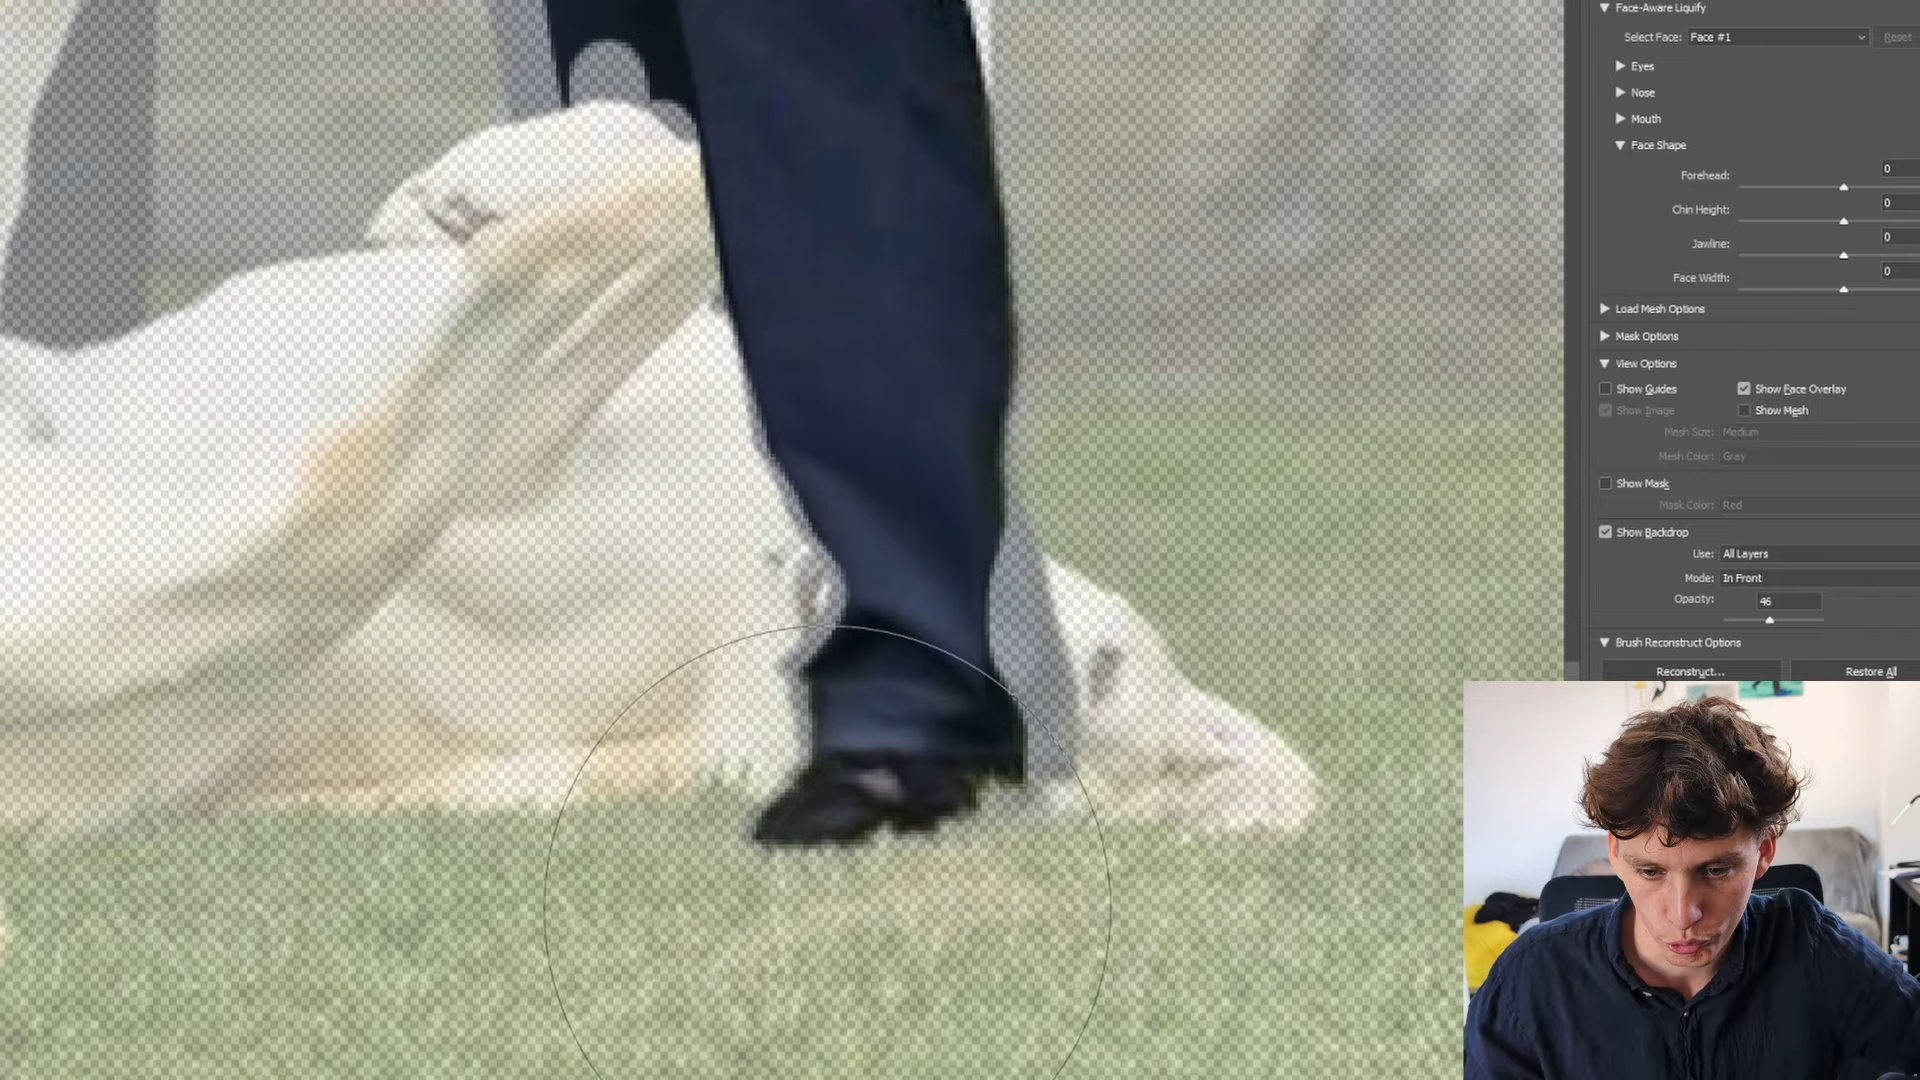 Face-Aware Liquify
Select Face: Face #1 Reset
Eyes
Nose
Mouth
Face Shape
Forehead: 0
Chin Height: 0
Jawline: 0
Face Width: 0
Load Mesh Options
Mask Options
View Options
Show Guides Show Face Overlay
Show Image Show Mesh
Mesh Size: Medium
Mesh Color: Gray
Show Mask
Mask Color: Red
Show Backdrop
Use: All Layers
Mode: In Front
Opacity: 46
Brush Reconstruct Options
Reconstruct... Restore All